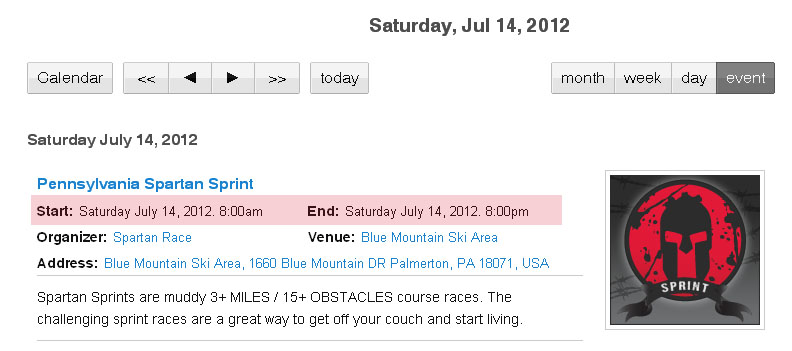 Saturday, Jul 14, 2012
Calendar << ◀ ▶ >> today month week day event
Saturday July 14, 2012
Pennsylvania Spartan Sprint
Start: Saturday July 14, 2012. 8:00am End: Saturday July 14, 2012. 8:00pm
Organizer: Spartan Race Venue: Blue Mountain Ski Area
Address: Blue Mountain Ski Area, 1660 Blue Mountain DR Palmerton, PA 18071, USA
Spartan Sprints are muddy 3+ MILES / 15+ OBSTACLES course races. The
challenging sprint races are a great way to get off your couch and start living.
SPRINT